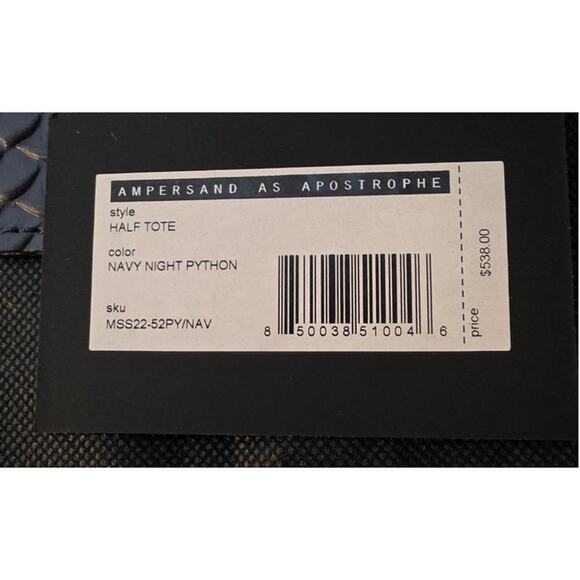 AMPERSAND AS APOSTROPHE
style
HALF TOTE
color
NAVY NIGHT PYTHON
sku
MSS22-52PY/NAV
8 50038 51004 6
price $538.00